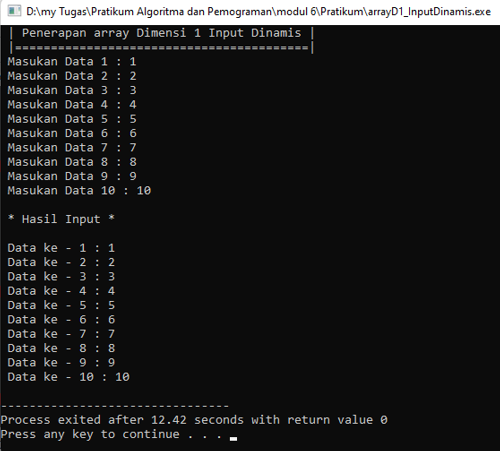 D:\my Tugas\Pratikum Algoritma dan Pemograman\modul 6\Pratikum\arrayD1_InputDinamis.exe
| Penerapan array Dimensi 1 Input Dinamis |
|=========================================|
Masukan Data 1 : 1
Masukan Data 2 : 2
Masukan Data 3 : 3
Masukan Data 4 : 4
Masukan Data 5 : 5
Masukan Data 6 : 6
Masukan Data 7 : 7
Masukan Data 8 : 8
Masukan Data 9 : 9
Masukan Data 10 : 10
* Hasil Input *
Data ke - 1 : 1
Data ke - 2 : 2
Data ke - 3 : 3
Data ke - 4 : 4
Data ke - 5 : 5
Data ke - 6 : 6
Data ke - 7 : 7
Data ke - 8 : 8
Data ke - 9 : 9
Data ke - 10 : 10
--------------------------------
Process exited after 12.42 seconds with return value 0
Press any key to continue . . .